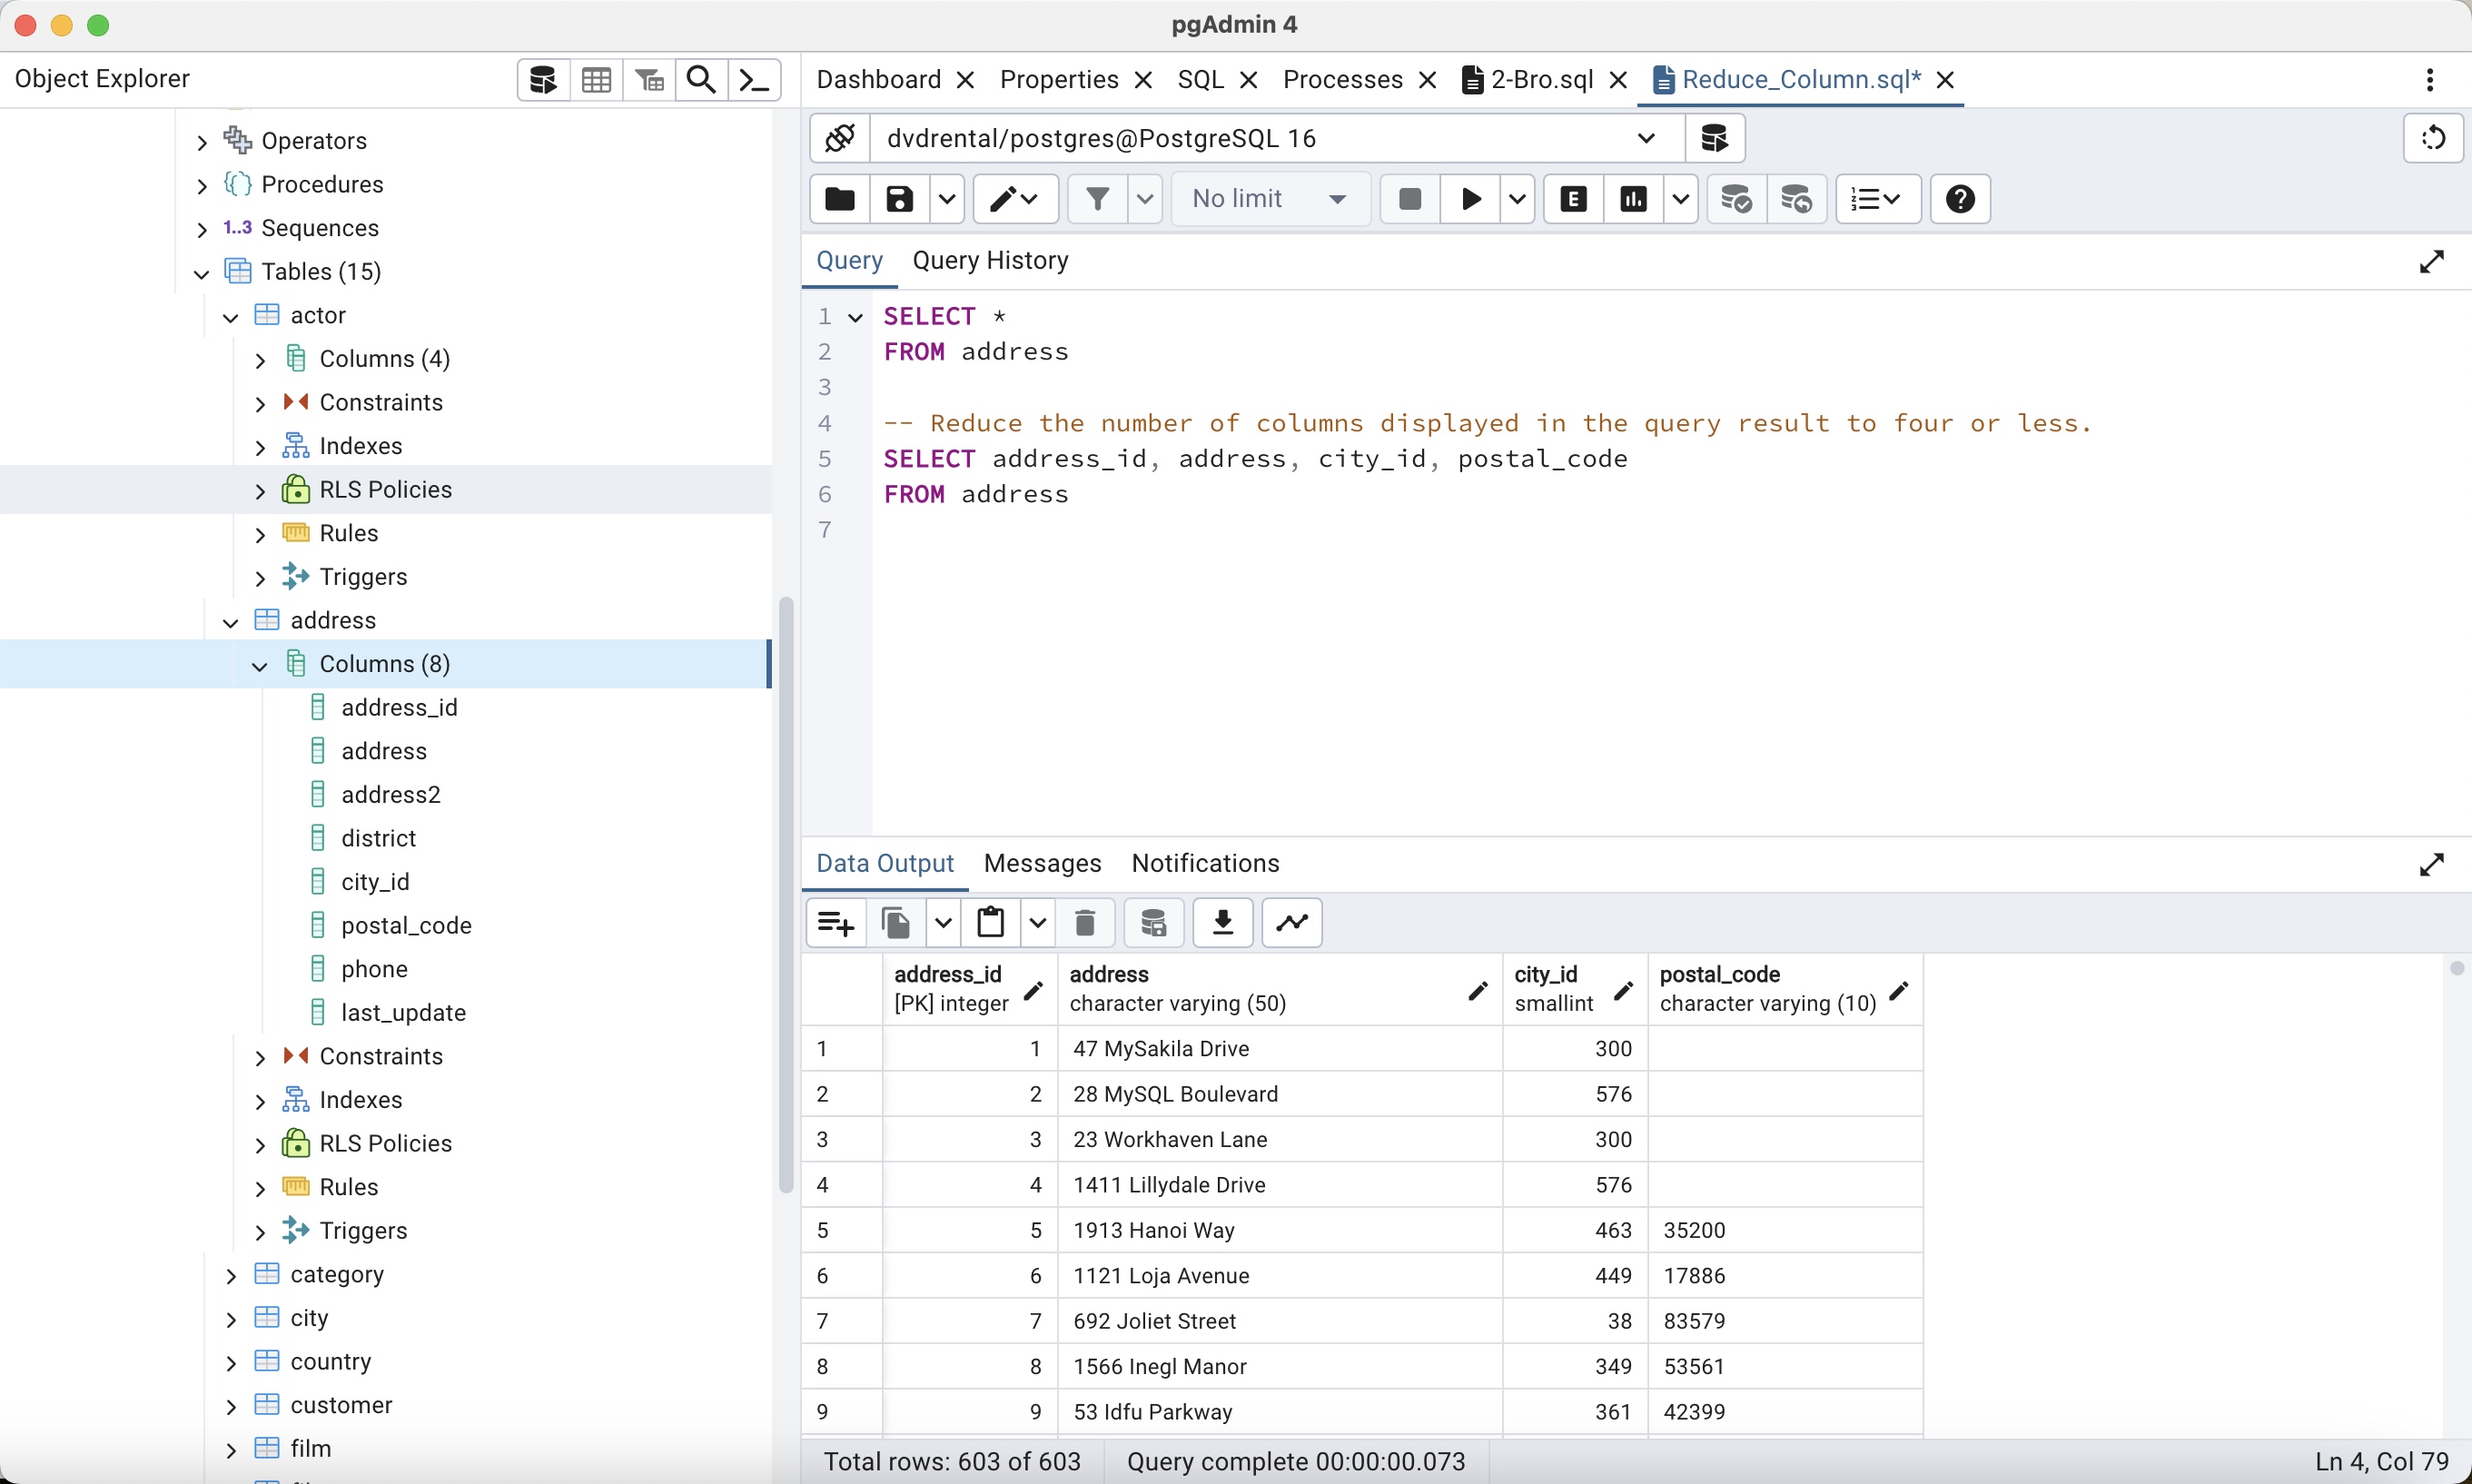 pgAdmin 4
Object Explorer
Operators
Procedures
1..3 Sequences
Tables (15)
actor
Columns (4)
Constraints
Indexes
RLS Policies
Rules
Triggers
address
Columns (8)
address_id
address
address2
district
city_id
postal_code
phone
last_update
Constraints
Indexes
RLS Policies
Rules
Triggers
category
city
country
customer
film
Dashboard Properties SQL Processes 2-Bro.sql Reduce_Column.sql*
dvdrental/postgres@PostgreSQL 16
No limit E
Query Query History
1 SELECT *
2 FROM address
3
4 -- Reduce the number of columns displayed in the query result to four or less.
5 SELECT address_id, address, city_id, postal_code
6 FROM address
7
Data Output Messages Notifications
address_id address city_id postal_code
[PK] integer character varying (50) smallint character varying (10)
1 1 47 MySakila Drive 300
2 2 28 MySQL Boulevard 576
3 3 23 Workhaven Lane 300
4 4 1411 Lillydale Drive 576
5 5 1913 Hanoi Way 463 35200
6 6 1121 Loja Avenue 449 17886
7 7 692 Joliet Street 38 83579
8 8 1566 Inegl Manor 349 53561
9 9 53 Idfu Parkway 361 42399
Total rows: 603 of 603 Query complete 00:00:00.073 Ln 4, Col 79